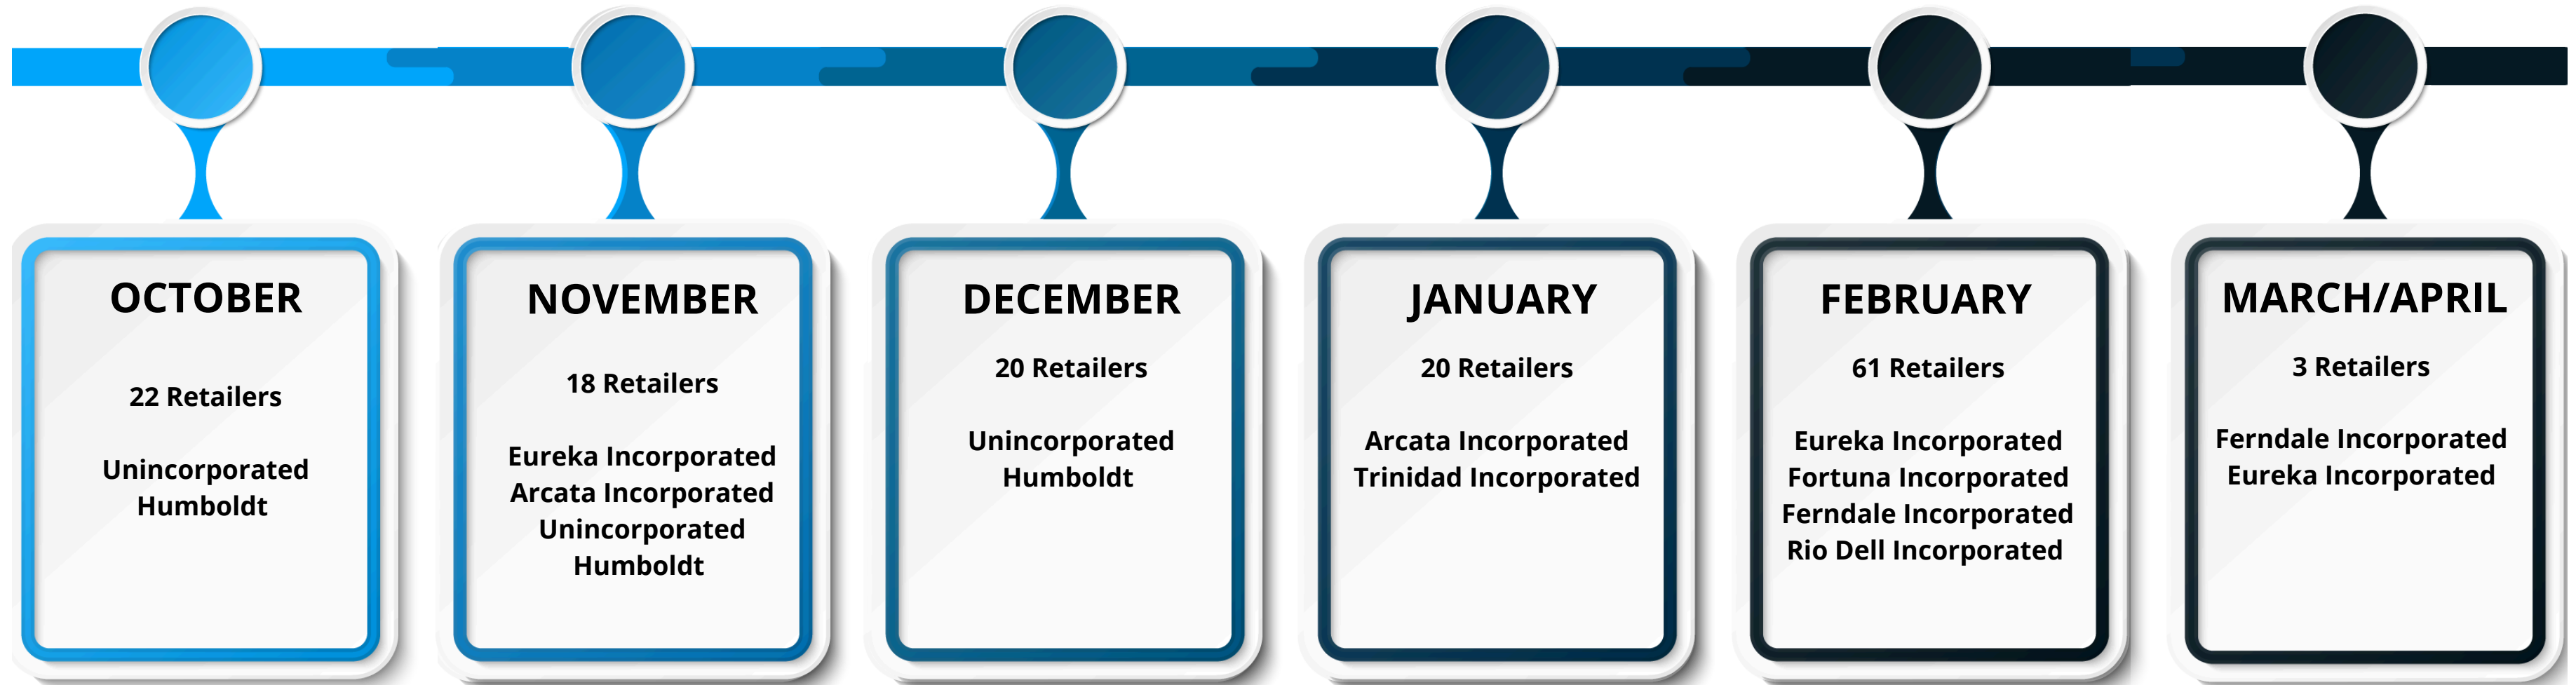 OCTOBER
22 Retailers
Unincorporated
Humboldt
NOVEMBER
18 Retailers
Eureka Incorporated
Arcata Incorporated
Unincorporated
Humboldt
DECEMBER
20 Retailers
Unincorporated
Humboldt
JANUARY
20 Retailers
Arcata Incorporated
Trinidad Incorporated
FEBRUARY
61 Retailers
Eureka Incorporated
Fortuna Incorporated
Ferndale Incorporated
Rio Dell Incorporated
MARCH/APRIL
3 Retailers
Ferndale Incorporated
Eureka Incorporated